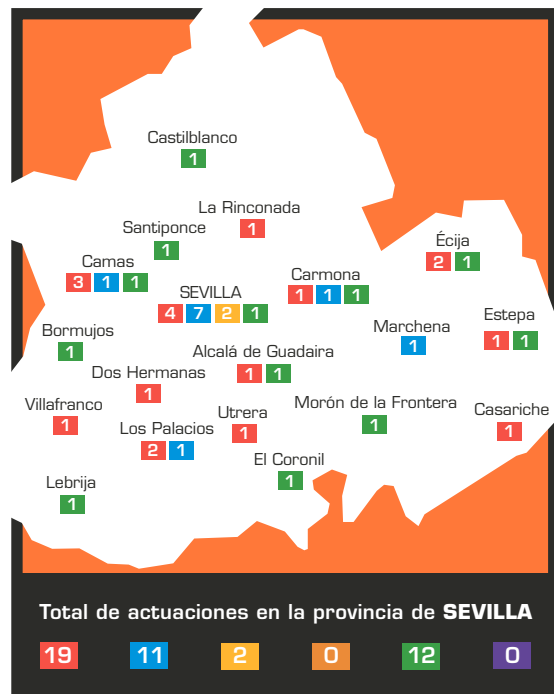 Castilblanco
1
La Rinconada
1
Santiponce
1
Écija
2 1
Camas
3 1 1
Carmona
1 1 1
SEVILLA
4 7 2 1
Estepa
1 1
Marchena
1
Bormujos
1
Alcalá de Guadaira
1 1
Dos Hermanas
1
Villafranco
1
Morón de la Frontera
1
Casariche
1
Utrera
1
Los Palacios
2 1
El Coronil
1
Lebrija
1
Total de actuaciones en la provincia de SEVILLA
19 11 2 0 12 0